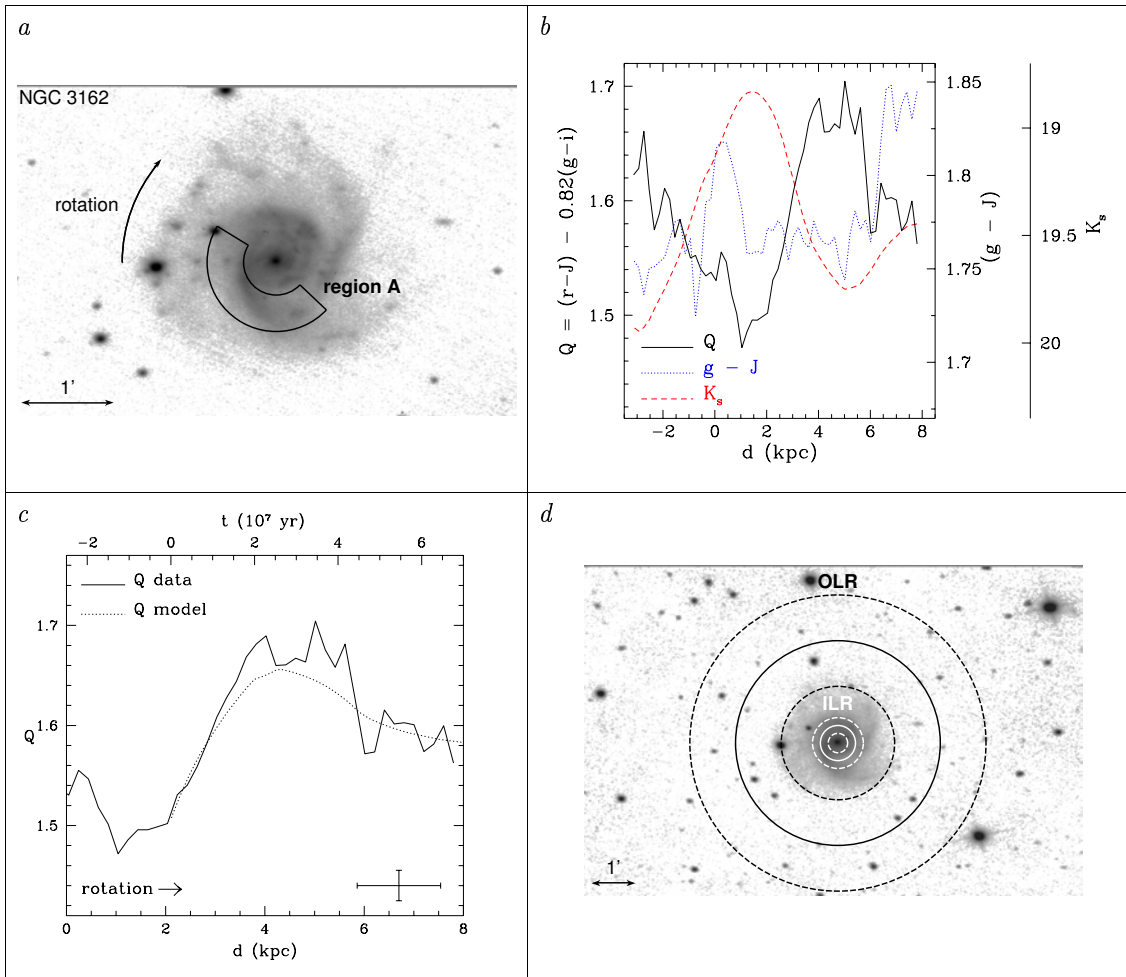 a
NGC 3162
rotation
region A
1'
b
1.7
1.6
1.5
Q = (r-J) - 0.82(g-i)
1.85
1.8
1.75
1.7
(g - J)
19
19.5
20
Kₛ
Q
g - J
Kₛ
-2 0 2 4 6 8
d (kpc)
c
t (10⁷ yr)
-2 0 2 4 6
Q data
Q model
1.7
1.6
1.5
Q
rotation →
0 2 4 6 8
d (kpc)
d
OLR
ILR
1'